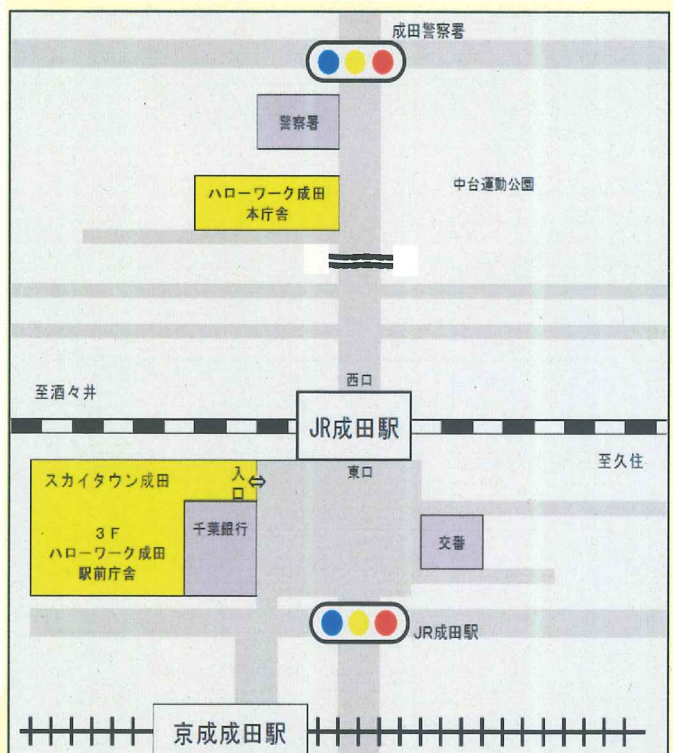 成田警察署
警察署
ハローワーク成田
本庁舎
中台運動公園
西口
至酒々井
JR成田駅
至久住
東口
スカイタウン成田
入口
千葉銀行
3F
ハローワーク成田
駅前庁舎
交番
JR成田駅
京成成田駅